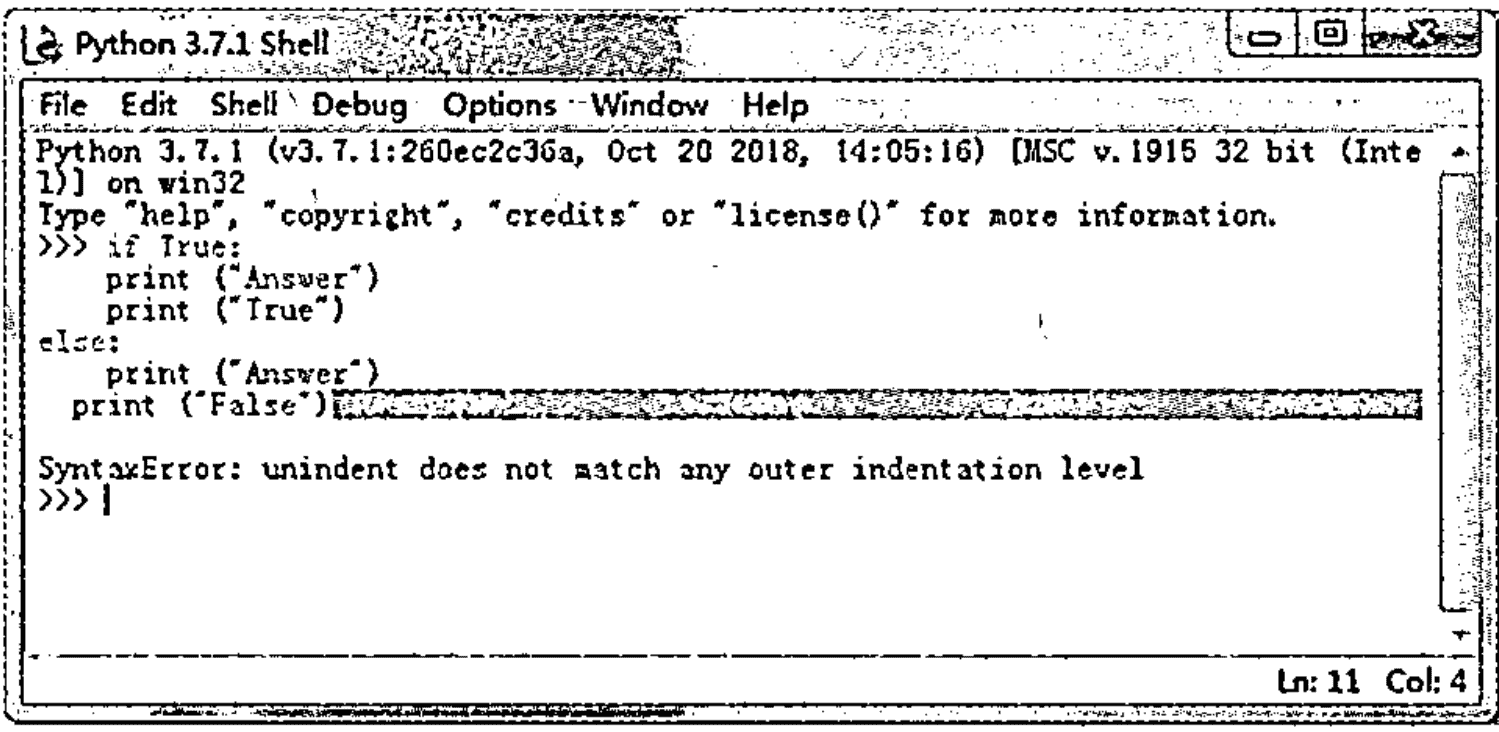 Python 3.7.1 Shell
File Edit Shell Debug Options Window Help
Python 3.7.1 (v3.7.1:260ec2c36a, Oct 20 2018, 14:05:16) [MSC v.1915 32 bit (Inte
l)] on win32
Type "help", "copyright", "credits" or "license()" for more information.
>>> if True:
    print ("Answer")
    print ("True")
else:
    print ("Answer")
  print ("False")
SyntaxError: unindent does not match any outer indentation level
>>>
Ln: 11 Col: 4